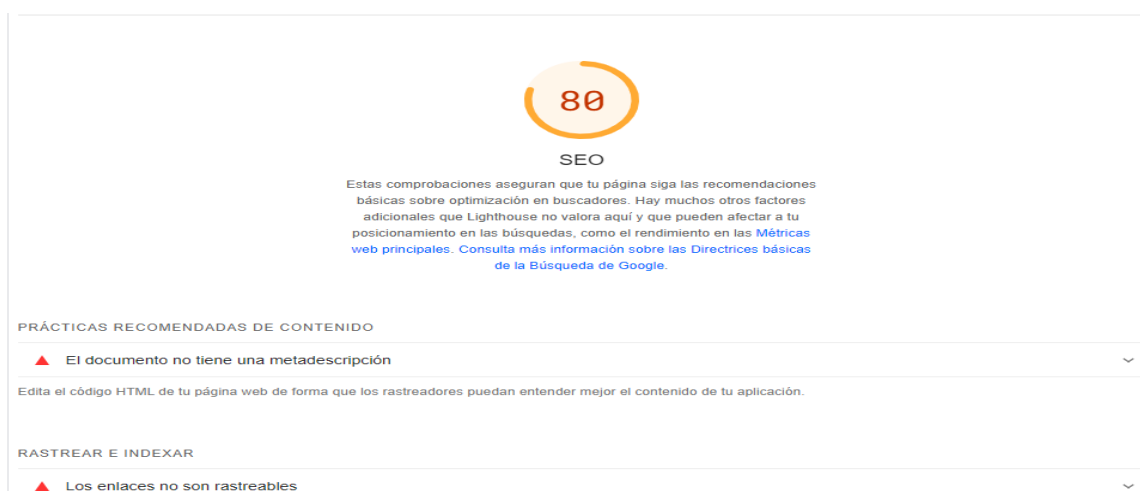 80
SEO
Estas comprobaciones aseguran que tu página siga las recomendaciones
básicas sobre optimización en buscadores. Hay muchos otros factores
adicionales que Lighthouse no valora aquí y que pueden afectar a tu
posicionamiento en las búsquedas, como el rendimiento en las Métricas
web principales. Consulta más información sobre las Directrices básicas
de la Búsqueda de Google.
PRÁCTICAS RECOMENDADAS DE CONTENIDO
El documento no tiene una metadescripción
Edita el código HTML de tu página web de forma que los rastreadores puedan entender mejor el contenido de tu aplicación.
RASTREAR E INDEXAR
Los enlaces no son rastreables